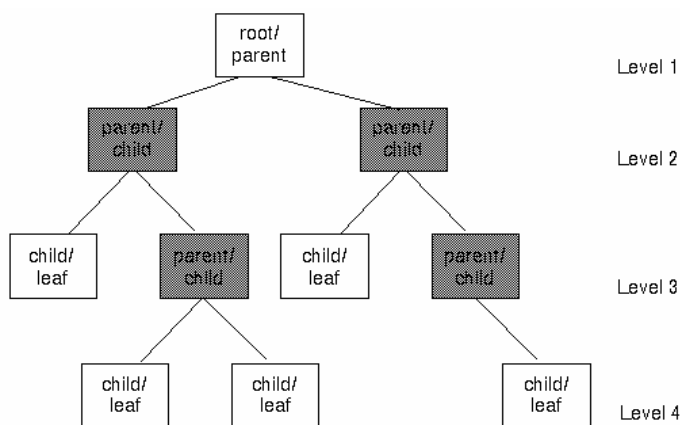 root/
parent
Level 1
parent/
child
parent/
child
Level 2
child/
leaf
parent/
child
child/
leaf
parent/
child
Level 3
child/
leaf
child/
leaf
child/
leaf
Level 4